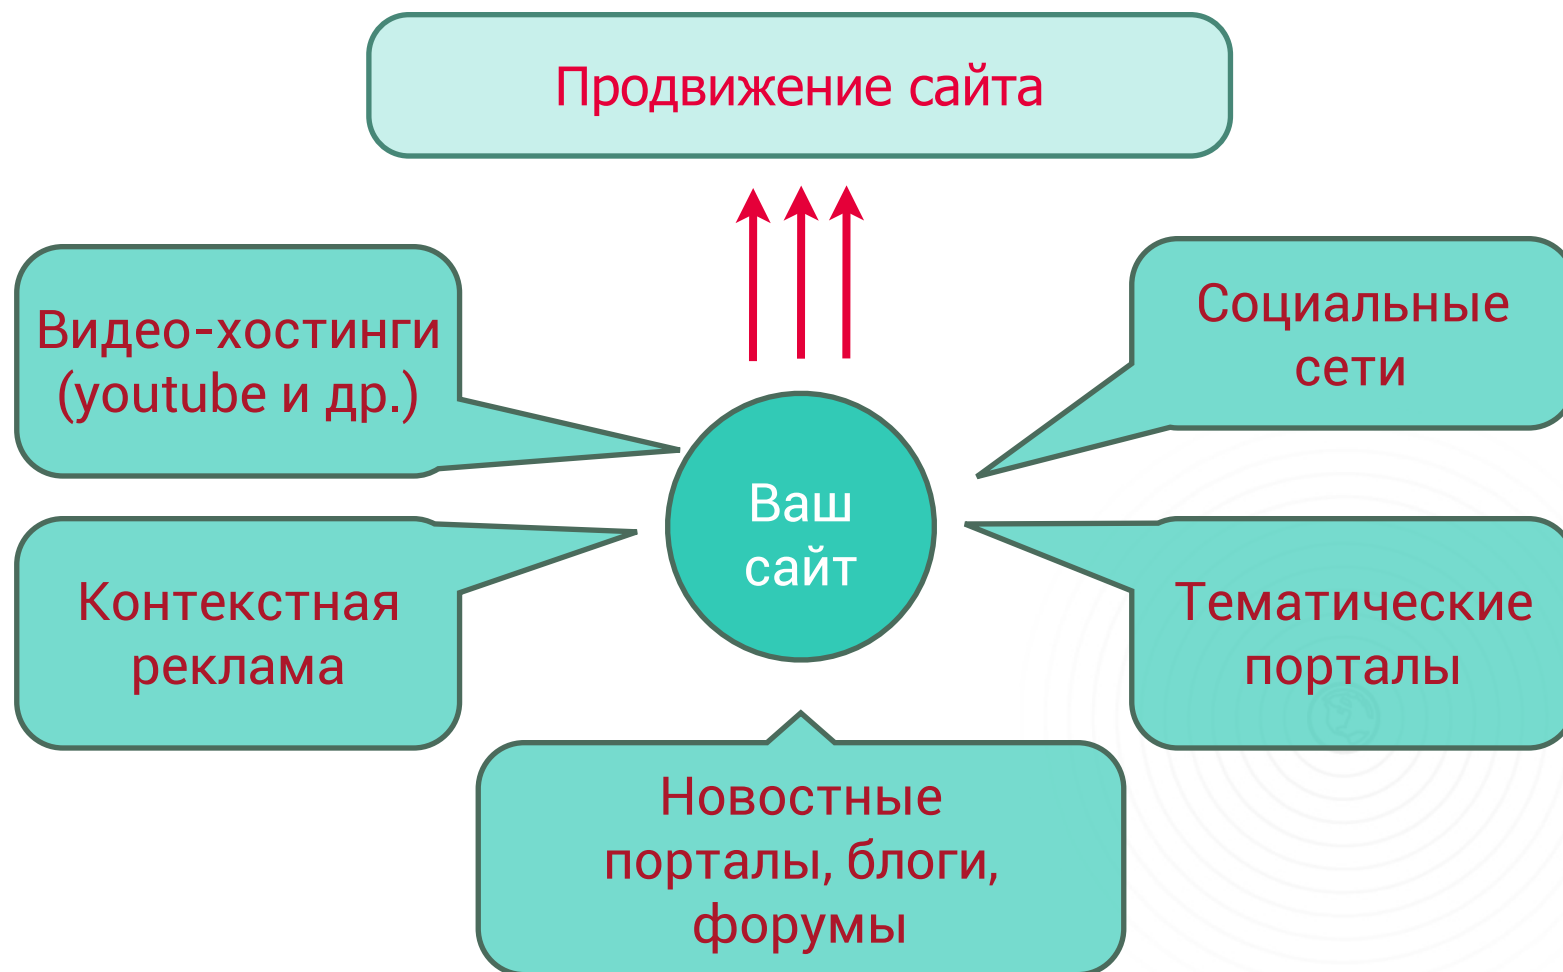 Продвижение сайта
Видео-хостинги
(youtube и др.)
Социальные
сети
Ваш
сайт
Контекстная
реклама
Тематические
порталы
Новостные
порталы, блоги,
форумы